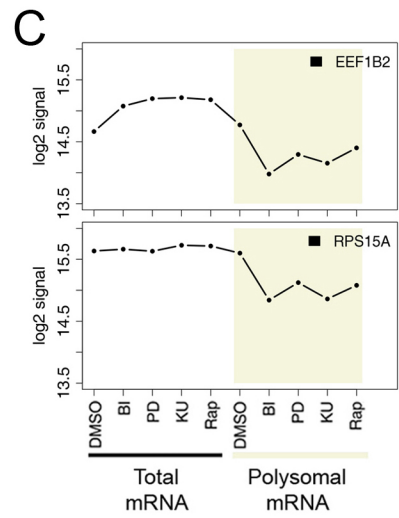 C
EEF1B2
log2 signal
15.5
14.5
13.5
RPS15A
log2 signal
15.5
14.5
13.5
DMSO
BI
PD
KU
Rap
DMSO
BI
PD
KU
Rap
Total
mRNA
Polysomal
mRNA